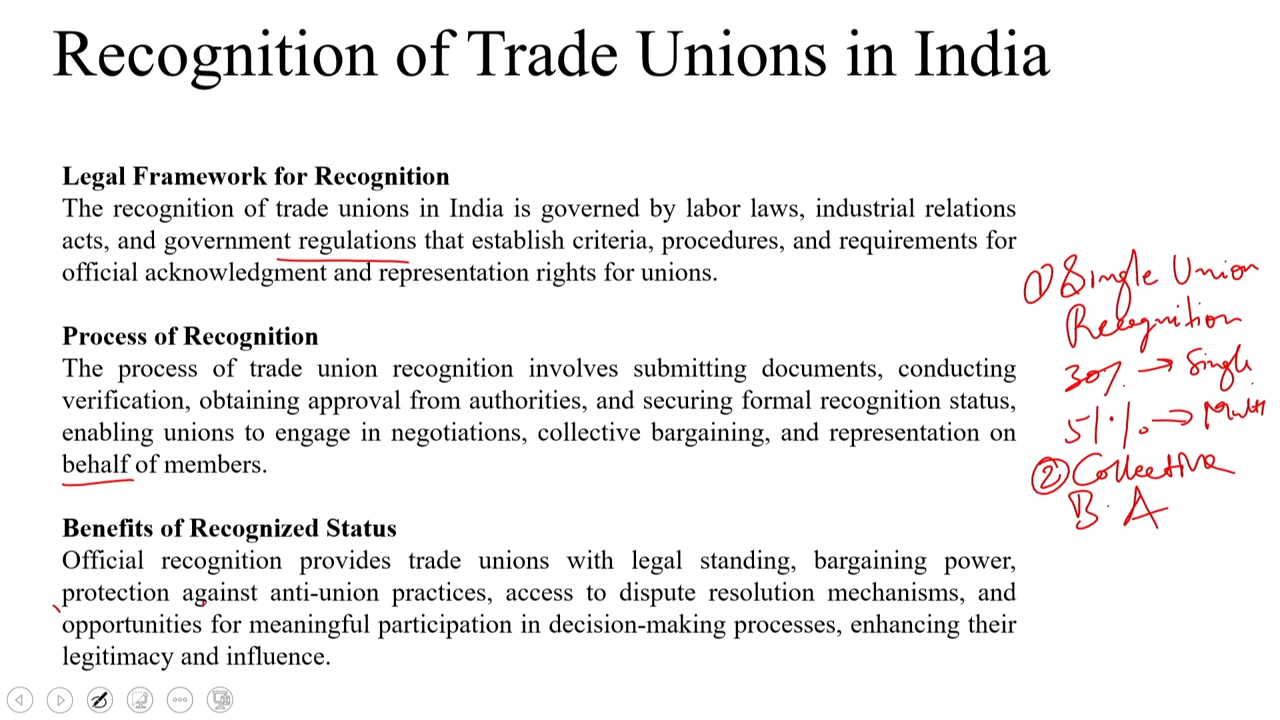 Recognition of Trade Unions in India
Legal Framework for Recognition
The recognition of trade unions in India is governed by labor laws, industrial relations
acts, and government regulations that establish criteria, procedures, and requirements for
official acknowledgment and representation rights for unions.
Process of Recognition
The process of trade union recognition involves submitting documents, conducting
verification, obtaining approval from authorities, and securing formal recognition status,
enabling unions to engage in negotiations, collective bargaining, and representation on
behalf of members.
Benefits of Recognized Status
Official recognition provides trade unions with legal standing, bargaining power,
protection against anti-union practices, access to dispute resolution mechanisms, and
opportunities for meaningful participation in decision-making processes, enhancing their
legitimacy and influence.
① Single Union
Recognition
30% → Single
51% → Multi
② Collective
B. A